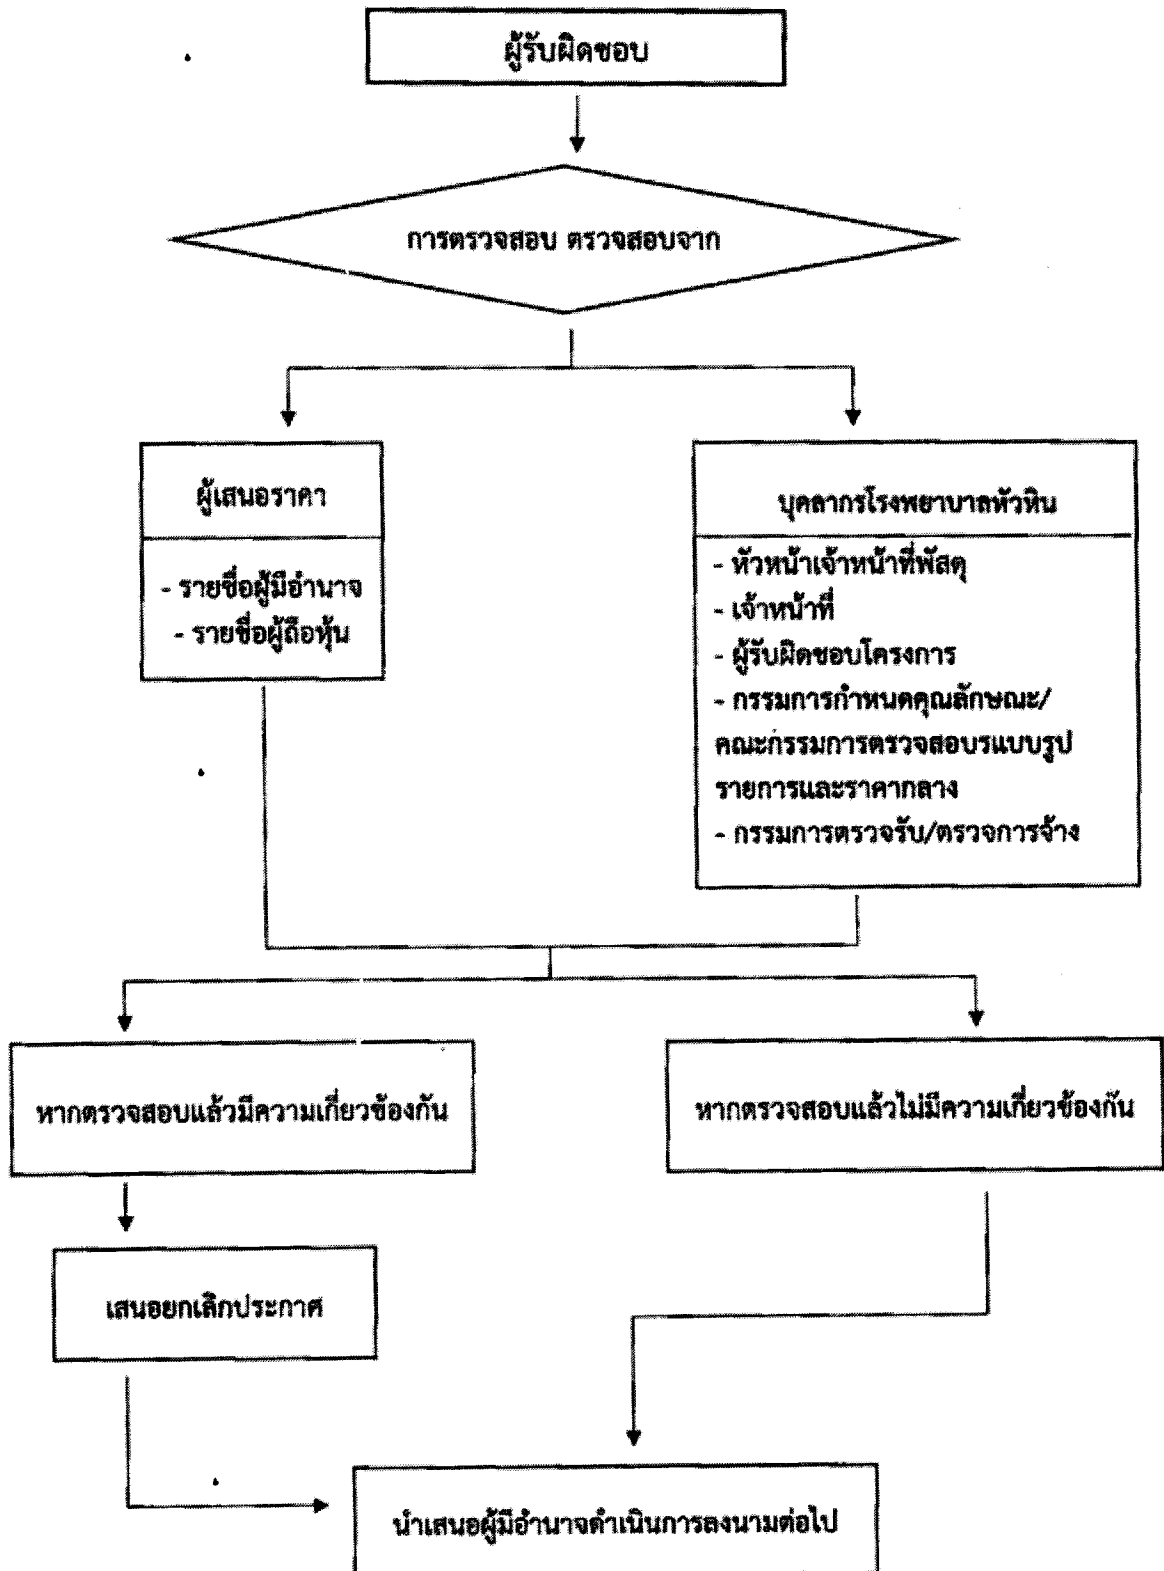 ผู้รับผิดชอบ
การตรวจสอบ ตรวจสอบจาก
ผู้เสนอราคา
- รายชื่อผู้มีอำนาจ
- รายชื่อผู้ถือหุ้น
บุคลากรโรงพยาบาลหัวหิน
- หัวหน้าเจ้าหน้าที่พัสดุ
- เจ้าหน้าที่
- ผู้รับผิดชอบโครงการ
- กรรมการกำหนดคุณลักษณะ/
คณะกรรมการตรวจสอบรแบบรูป
รายการและราคากลาง
- กรรมการตรวจรับ/ตรวจการจ้าง
หากตรวจสอบแล้วมีความเกี่ยวข้องกัน
หากตรวจสอบแล้วไม่มีความเกี่ยวข้องกัน
เสนอยกเลิกประกาศ
นำเสนอผู้มีอำนาจดำเนินการลงนามต่อไป